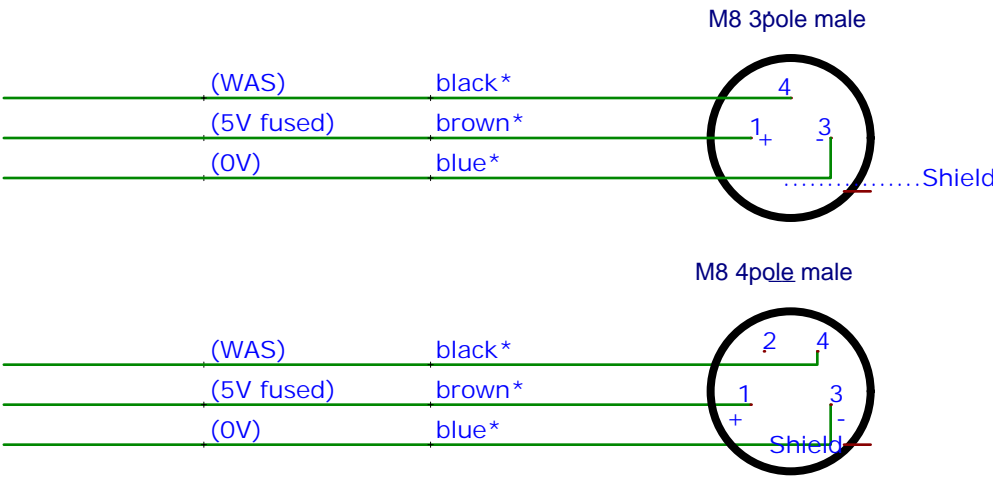 M8 3pole male
(WAS) black* 4
(5V fused) brown* 1 3
+ -
(0V) blue*
Shield
M8 4pole male
2 4
(WAS) black*
(5V fused) brown* 1 3
+ -
(0V) blue*
Shield